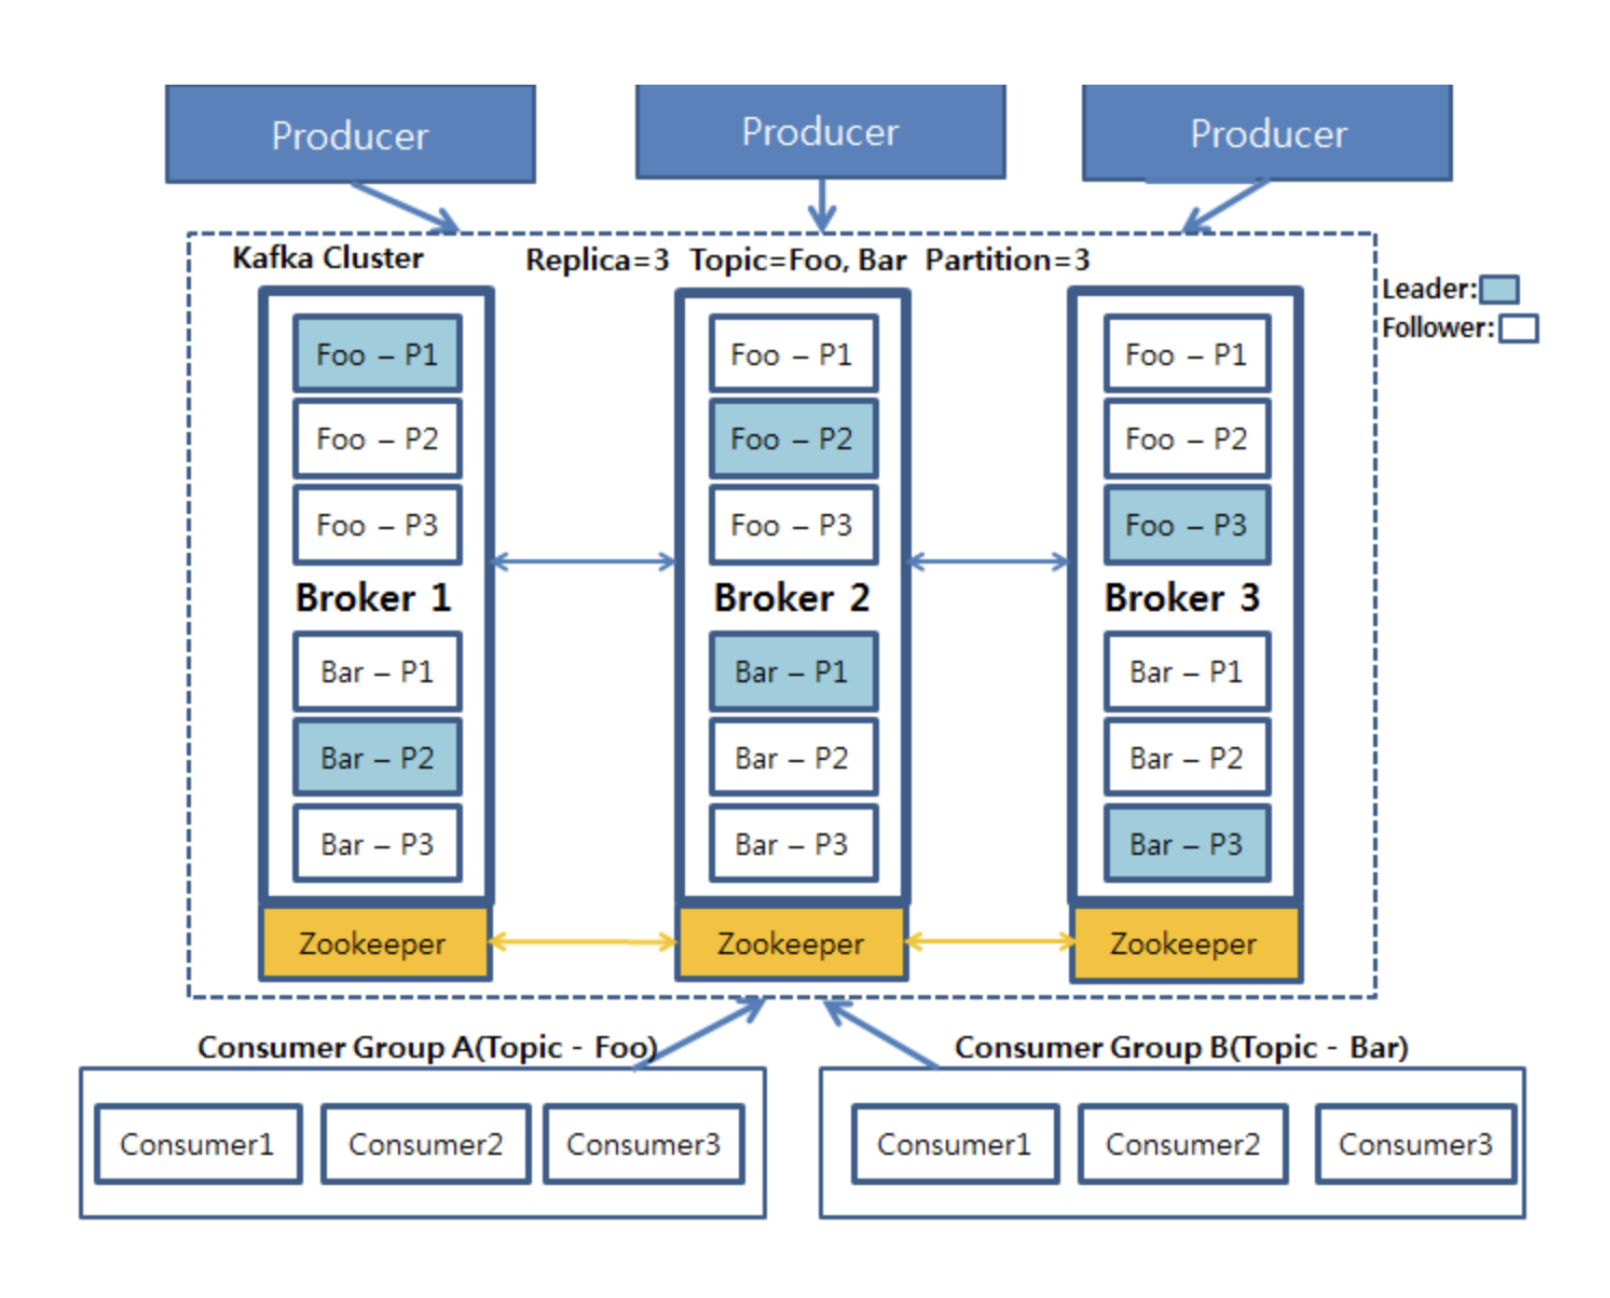 Producer
Producer
Producer
Kafka Cluster
Replica=3 Topic=Foo, Bar Partition=3
Leader:
Follower:
Foo – P1
Foo – P2
Foo – P3
Broker 1
Bar – P1
Bar – P2
Bar – P3
Zookeeper
Foo – P1
Foo – P2
Foo – P3
Broker 2
Bar – P1
Bar – P2
Bar – P3
Zookeeper
Foo – P1
Foo – P2
Foo – P3
Broker 3
Bar – P1
Bar – P2
Bar – P3
Zookeeper
Consumer Group A(Topic - Foo)
Consumer1
Consumer2
Consumer3
Consumer Group B(Topic - Bar)
Consumer1
Consumer2
Consumer3